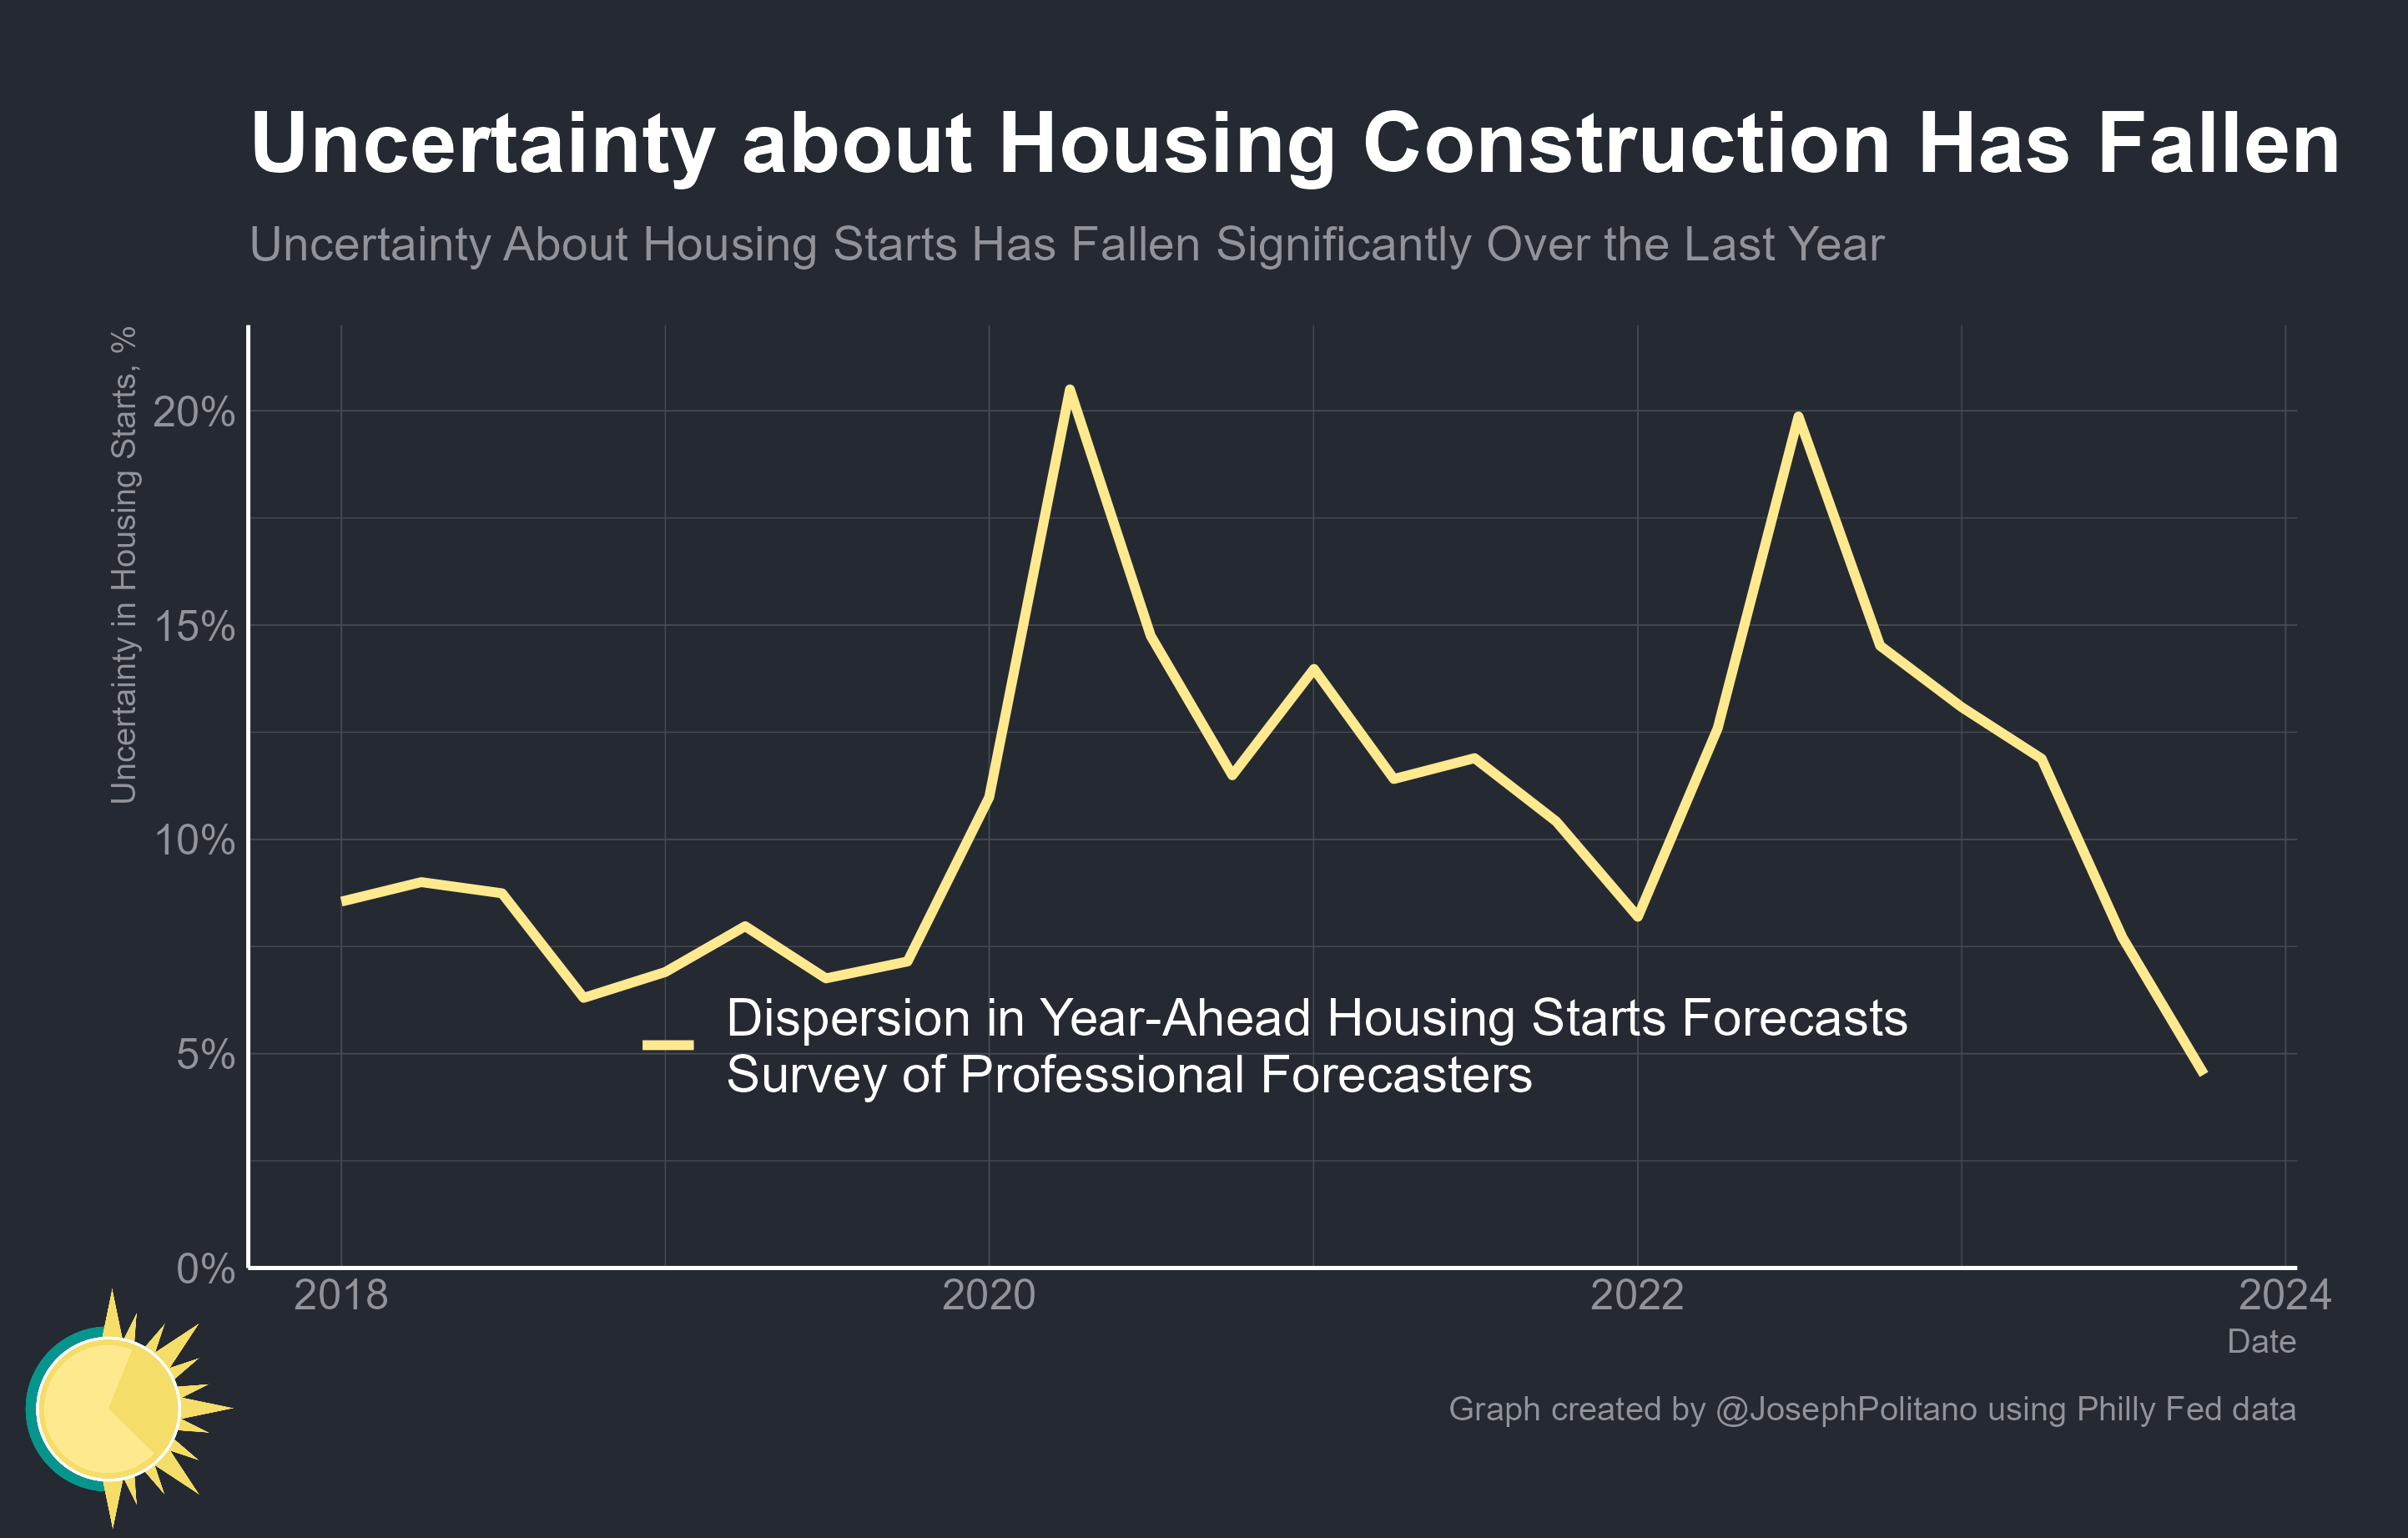 Uncertainty about Housing Construction Has Fallen
Uncertainty About Housing Starts Has Fallen Significantly Over the Last Year
Uncertainty in Housing Starts, %
20%
15%
10%
5%
0%
Dispersion in Year-Ahead Housing Starts Forecasts
Survey of Professional Forecasters
2018
2020
2022
2024
Date
Graph created by @JosephPolitano using Philly Fed data